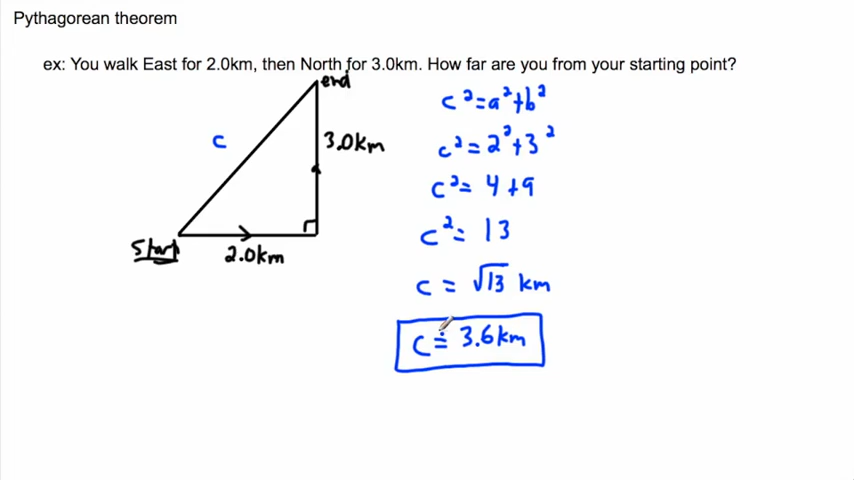 Pythagorean theorem
ex: You walk East for 2.0km, then North for 3.0km. How far are you from your starting point?
end
c
3.0km
start
2.0km
c²=a²+b²
c²=2²+3²
c²=4+9
c²=13
c=√13 km
c≐3.6km